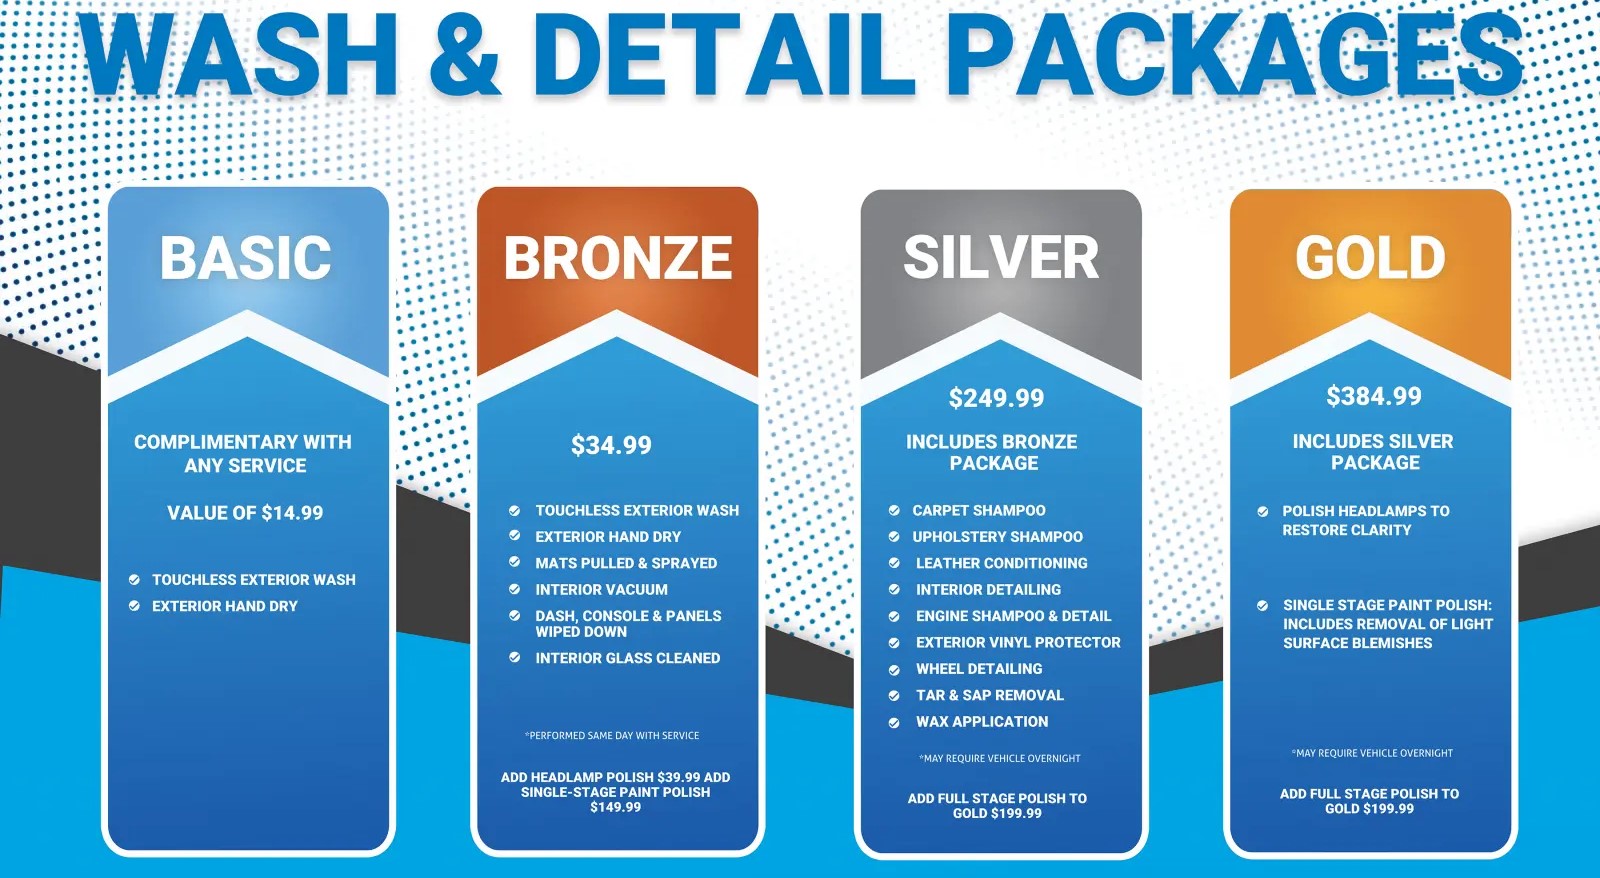 WASH & DETAIL PACKAGES
BASIC
COMPLIMENTARY WITH
ANY SERVICE
VALUE OF $14.99
TOUCHLESS EXTERIOR WASH
EXTERIOR HAND DRY
BRONZE
$34.99
TOUCHLESS EXTERIOR WASH
EXTERIOR HAND DRY
MATS PULLED & SPRAYED
INTERIOR VACUUM
DASH, CONSOLE & PANELS
WIPED DOWN
INTERIOR GLASS CLEANED
*PERFORMED SAME DAY WITH SERVICE
ADD HEADLAMP POLISH $39.99 ADD
SINGLE-STAGE PAINT POLISH
$149.99
SILVER
$249.99
INCLUDES BRONZE
PACKAGE
CARPET SHAMPOO
UPHOLSTERY SHAMPOO
LEATHER CONDITIONING
INTERIOR DETAILING
ENGINE SHAMPOO & DETAIL
EXTERIOR VINYL PROTECTOR
WHEEL DETAILING
TAR & SAP REMOVAL
WAX APPLICATION
*MAY REQUIRE VEHICLE OVERNIGHT
ADD FULL STAGE POLISH TO
GOLD $199.99
GOLD
$384.99
INCLUDES SILVER
PACKAGE
POLISH HEADLAMPS TO
RESTORE CLARITY
SINGLE STAGE PAINT POLISH:
INCLUDES REMOVAL OF LIGHT
SURFACE BLEMISHES
*MAY REQUIRE VEHICLE OVERNIGHT
ADD FULL STAGE POLISH TO
GOLD $199.99